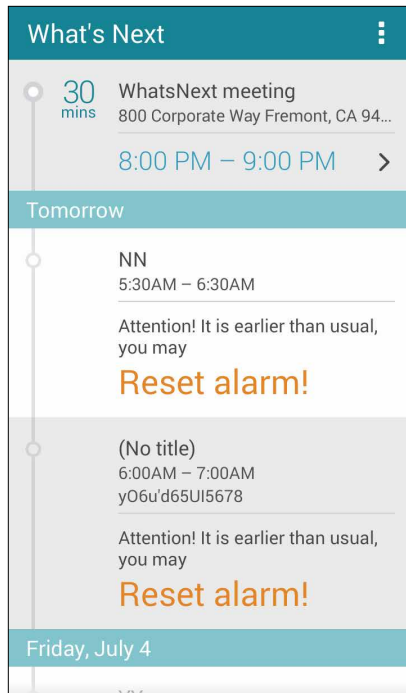 What's Next
30
mins
WhatsNext meeting
800 Corporate Way Fremont, CA 94...
8:00 PM – 9:00 PM
Tomorrow
NN
5:30AM – 6:30AM
Attention! It is earlier than usual,
you may
Reset alarm!
(No title)
6:00AM – 7:00AM
yO6u'd65UI5678
Attention! It is earlier than usual,
you may
Reset alarm!
Friday, July 4